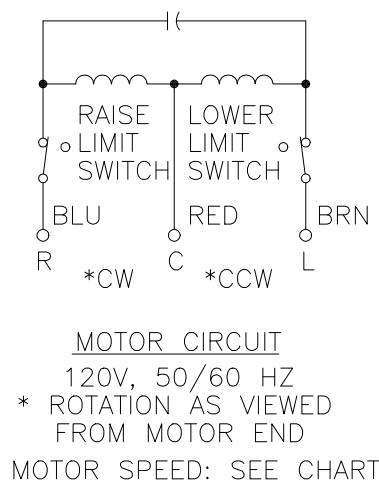 RAISE LIMIT SWITCH
LOWER LIMIT SWITCH
BLU
RED
BRN
R
C
L
*CW
*CCW
MOTOR CIRCUIT
120V, 50/60 HZ
* ROTATION AS VIEWED
FROM MOTOR END
MOTOR SPEED: SEE CHART